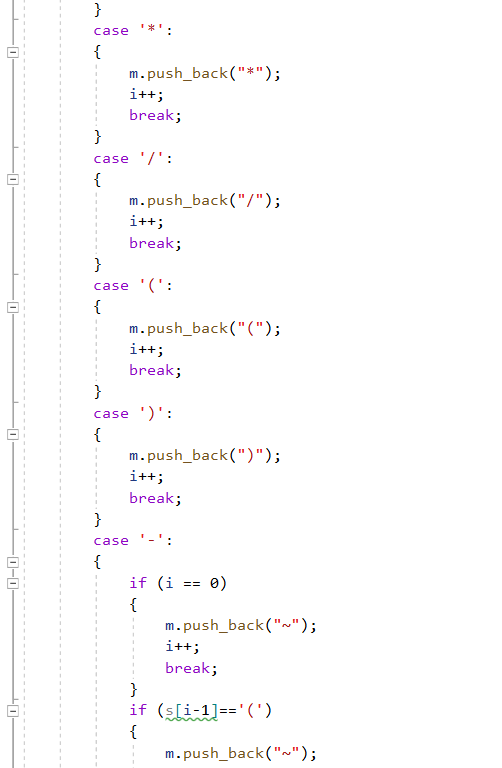 }
case '*':
{
m.push_back("*");
i++;
break;
}
case '/':
{
m.push_back("/");
i++;
break;
}
case '(':
{
m.push_back("(");
i++;
break;
}
case ')':
{
m.push_back(")");
i++;
break;
}
case '-':
{
if (i == 0)
{
m.push_back("~");
i++;
break;
}
if (s[i-1]=='(')
{
m.push_back("~");